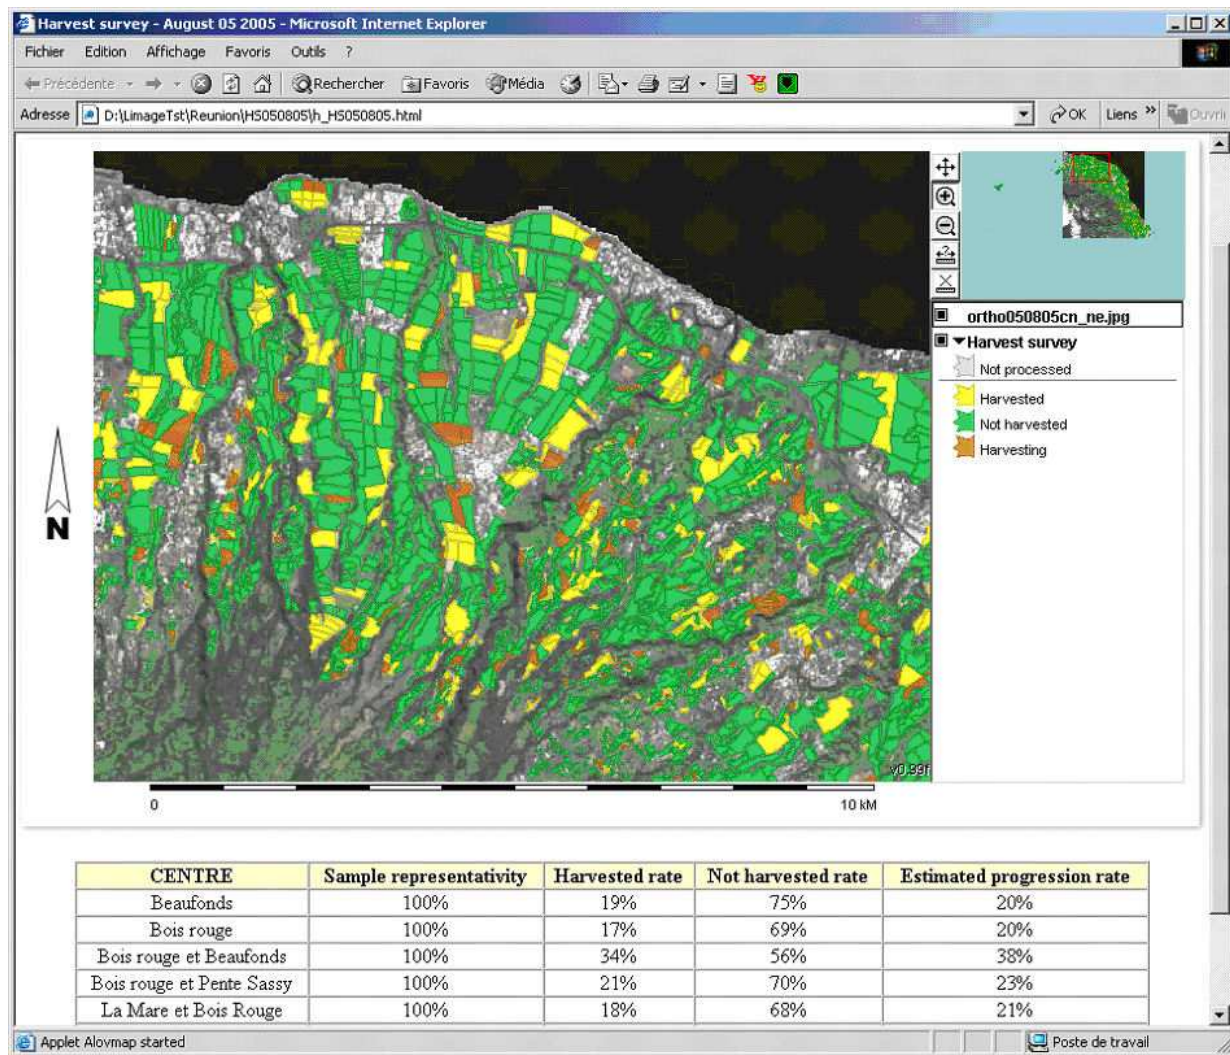 Harvest survey - August 05 2005 - Microsoft Internet Explorer
Fichier Edition Affichage Favoris Outils ?
Précédente Rechercher Favoris Média
Adresse D:\LimageTst\Reunion\HS050805\h_HS050805.html OK Liens » Ouvrir
ortho050805cn_ne.jpg
Harvest survey
Not processed
Harvested
Not harvested
Harvesting
N
v0.99f
0 10 kM
CENTRE Sample representativity Harvested rate Not harvested rate Estimated progression rate
Beaufonds 100% 19% 75% 20%
Bois rouge 100% 17% 69% 20%
Bois rouge et Beaufonds 100% 34% 56% 38%
Bois rouge et Pente Sassy 100% 21% 70% 23%
La Mare et Bois Rouge 100% 18% 68% 21%
Applet Alovmap started Poste de travail